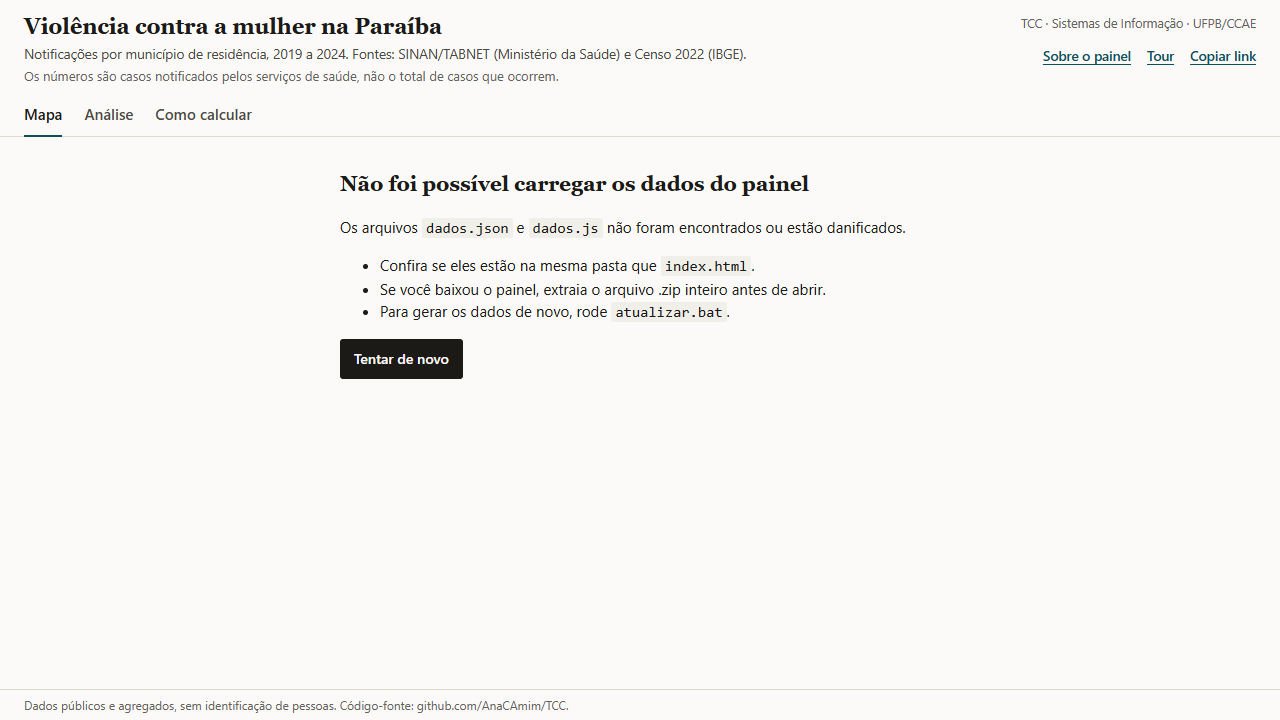 Violência contra a mulher na Paraíba
TCC · Sistemas de Informação · UFPB/CCAE
Notificações por município de residência, 2019 a 2024. Fontes: SINAN/TABNET (Ministério da Saúde) e Censo 2022 (IBGE).
Sobre o painel Tour Copiar link
Os números são casos notificados pelos serviços de saúde, não o total de casos que ocorrem.
Mapa Análise Como calcular
Não foi possível carregar os dados do painel
Os arquivos dados.json e dados.js não foram encontrados ou estão danificados.
• Confira se eles estão na mesma pasta que index.html.
• Se você baixou o painel, extraia o arquivo .zip inteiro antes de abrir.
• Para gerar os dados de novo, rode atualizar.bat.
Tentar de novo
Dados públicos e agregados, sem identificação de pessoas. Código-fonte: github.com/AnaCAmim/TCC.